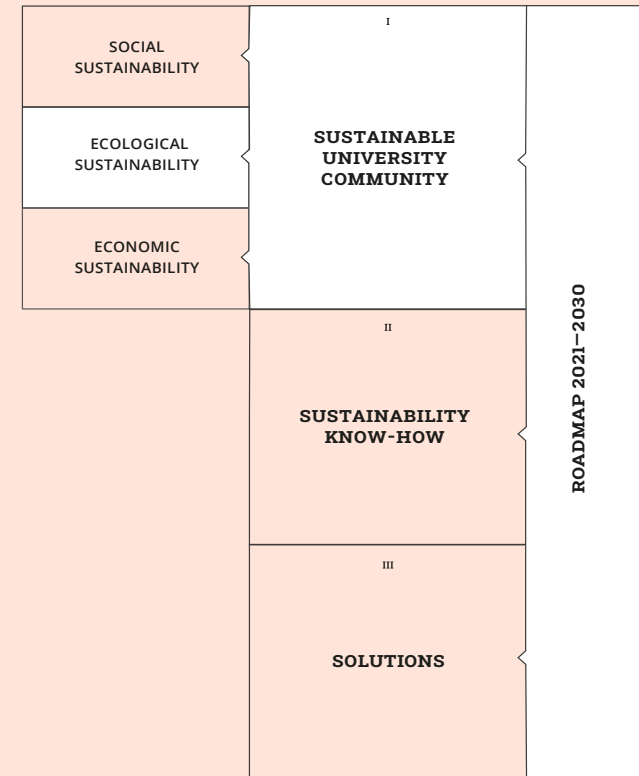 SOCIAL
SUSTAINABILITY
ECOLOGICAL
SUSTAINABILITY
ECONOMIC
SUSTAINABILITY
I
SUSTAINABLE
UNIVERSITY
COMMUNITY
II
SUSTAINABILITY
KNOW-HOW
III
SOLUTIONS
ROADMAP 2021–2030